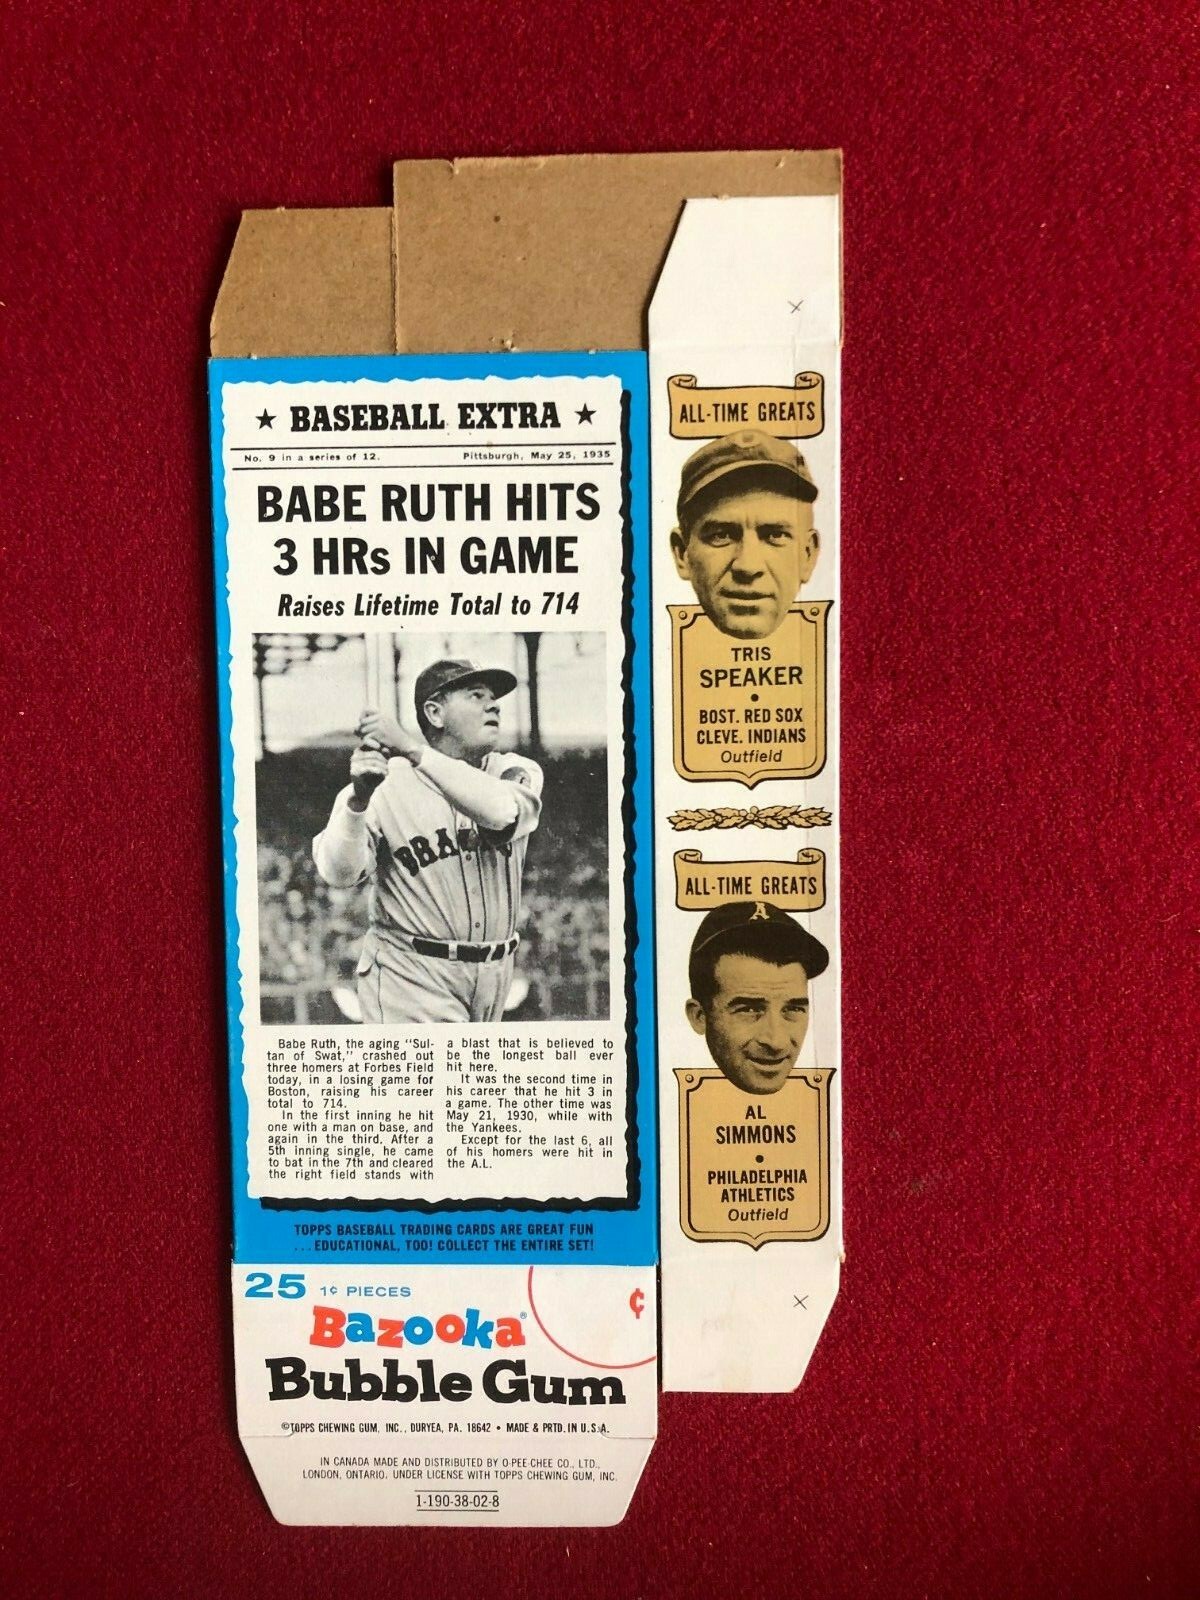 ★ BASEBALL EXTRA ★
No. 9 in a series of 12.
Pittsburgh, May 25, 1935
BABE RUTH HITS
3 HRs IN GAME
Raises Lifetime Total to 714
Babe Ruth, the aging "Sul-
tan of Swat," crashed out
three homers at Forbes Field
today, in a losing game for
Boston, raising his career
total to 714.
In the first inning he hit
one with a man on base, and
again in the third. After a
5th inning single, he came
to bat in the 7th and cleared
the right field stands with
a blast that is believed to
be the longest ball ever
hit here.
It was the second time in
his career that he hit 3 in
a game. The other time was
May 21, 1930, while with
the Yankees.
Except for the last 6, all
of his homers were hit in
the A.L.
TOPPS BASEBALL TRADING CARDS ARE GREAT FUN
...EDUCATIONAL, TOO! COLLECT THE ENTIRE SET!
25 1¢ PIECES
¢
Bazooka®
Bubble Gum
©TOPPS CHEWING GUM, INC., DURYEA, PA. 18642 • MADE & PRTD. IN U.S.A.
IN CANADA MADE AND DISTRIBUTED BY O-PEE-CHEE CO., LTD.,
LONDON, ONTARIO, UNDER LICENSE WITH TOPPS CHEWING GUM, INC.
1-190-38-02-8
ALL-TIME GREATS
TRIS
SPEAKER
•
BOST. RED SOX
CLEVE. INDIANS
Outfield
ALL-TIME GREATS
A
AL
SIMMONS
•
PHILADELPHIA
ATHLETICS
Outfield